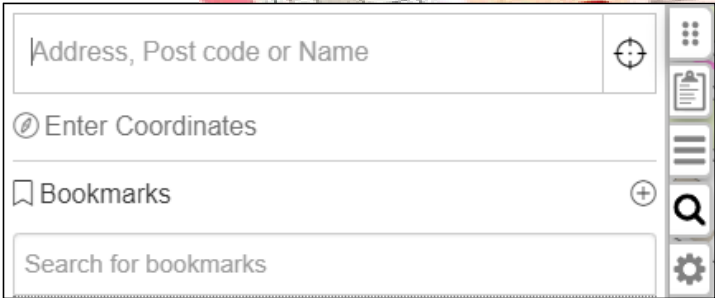 Address, Post code or Name
Enter Coordinates
Bookmarks
Search for bookmarks